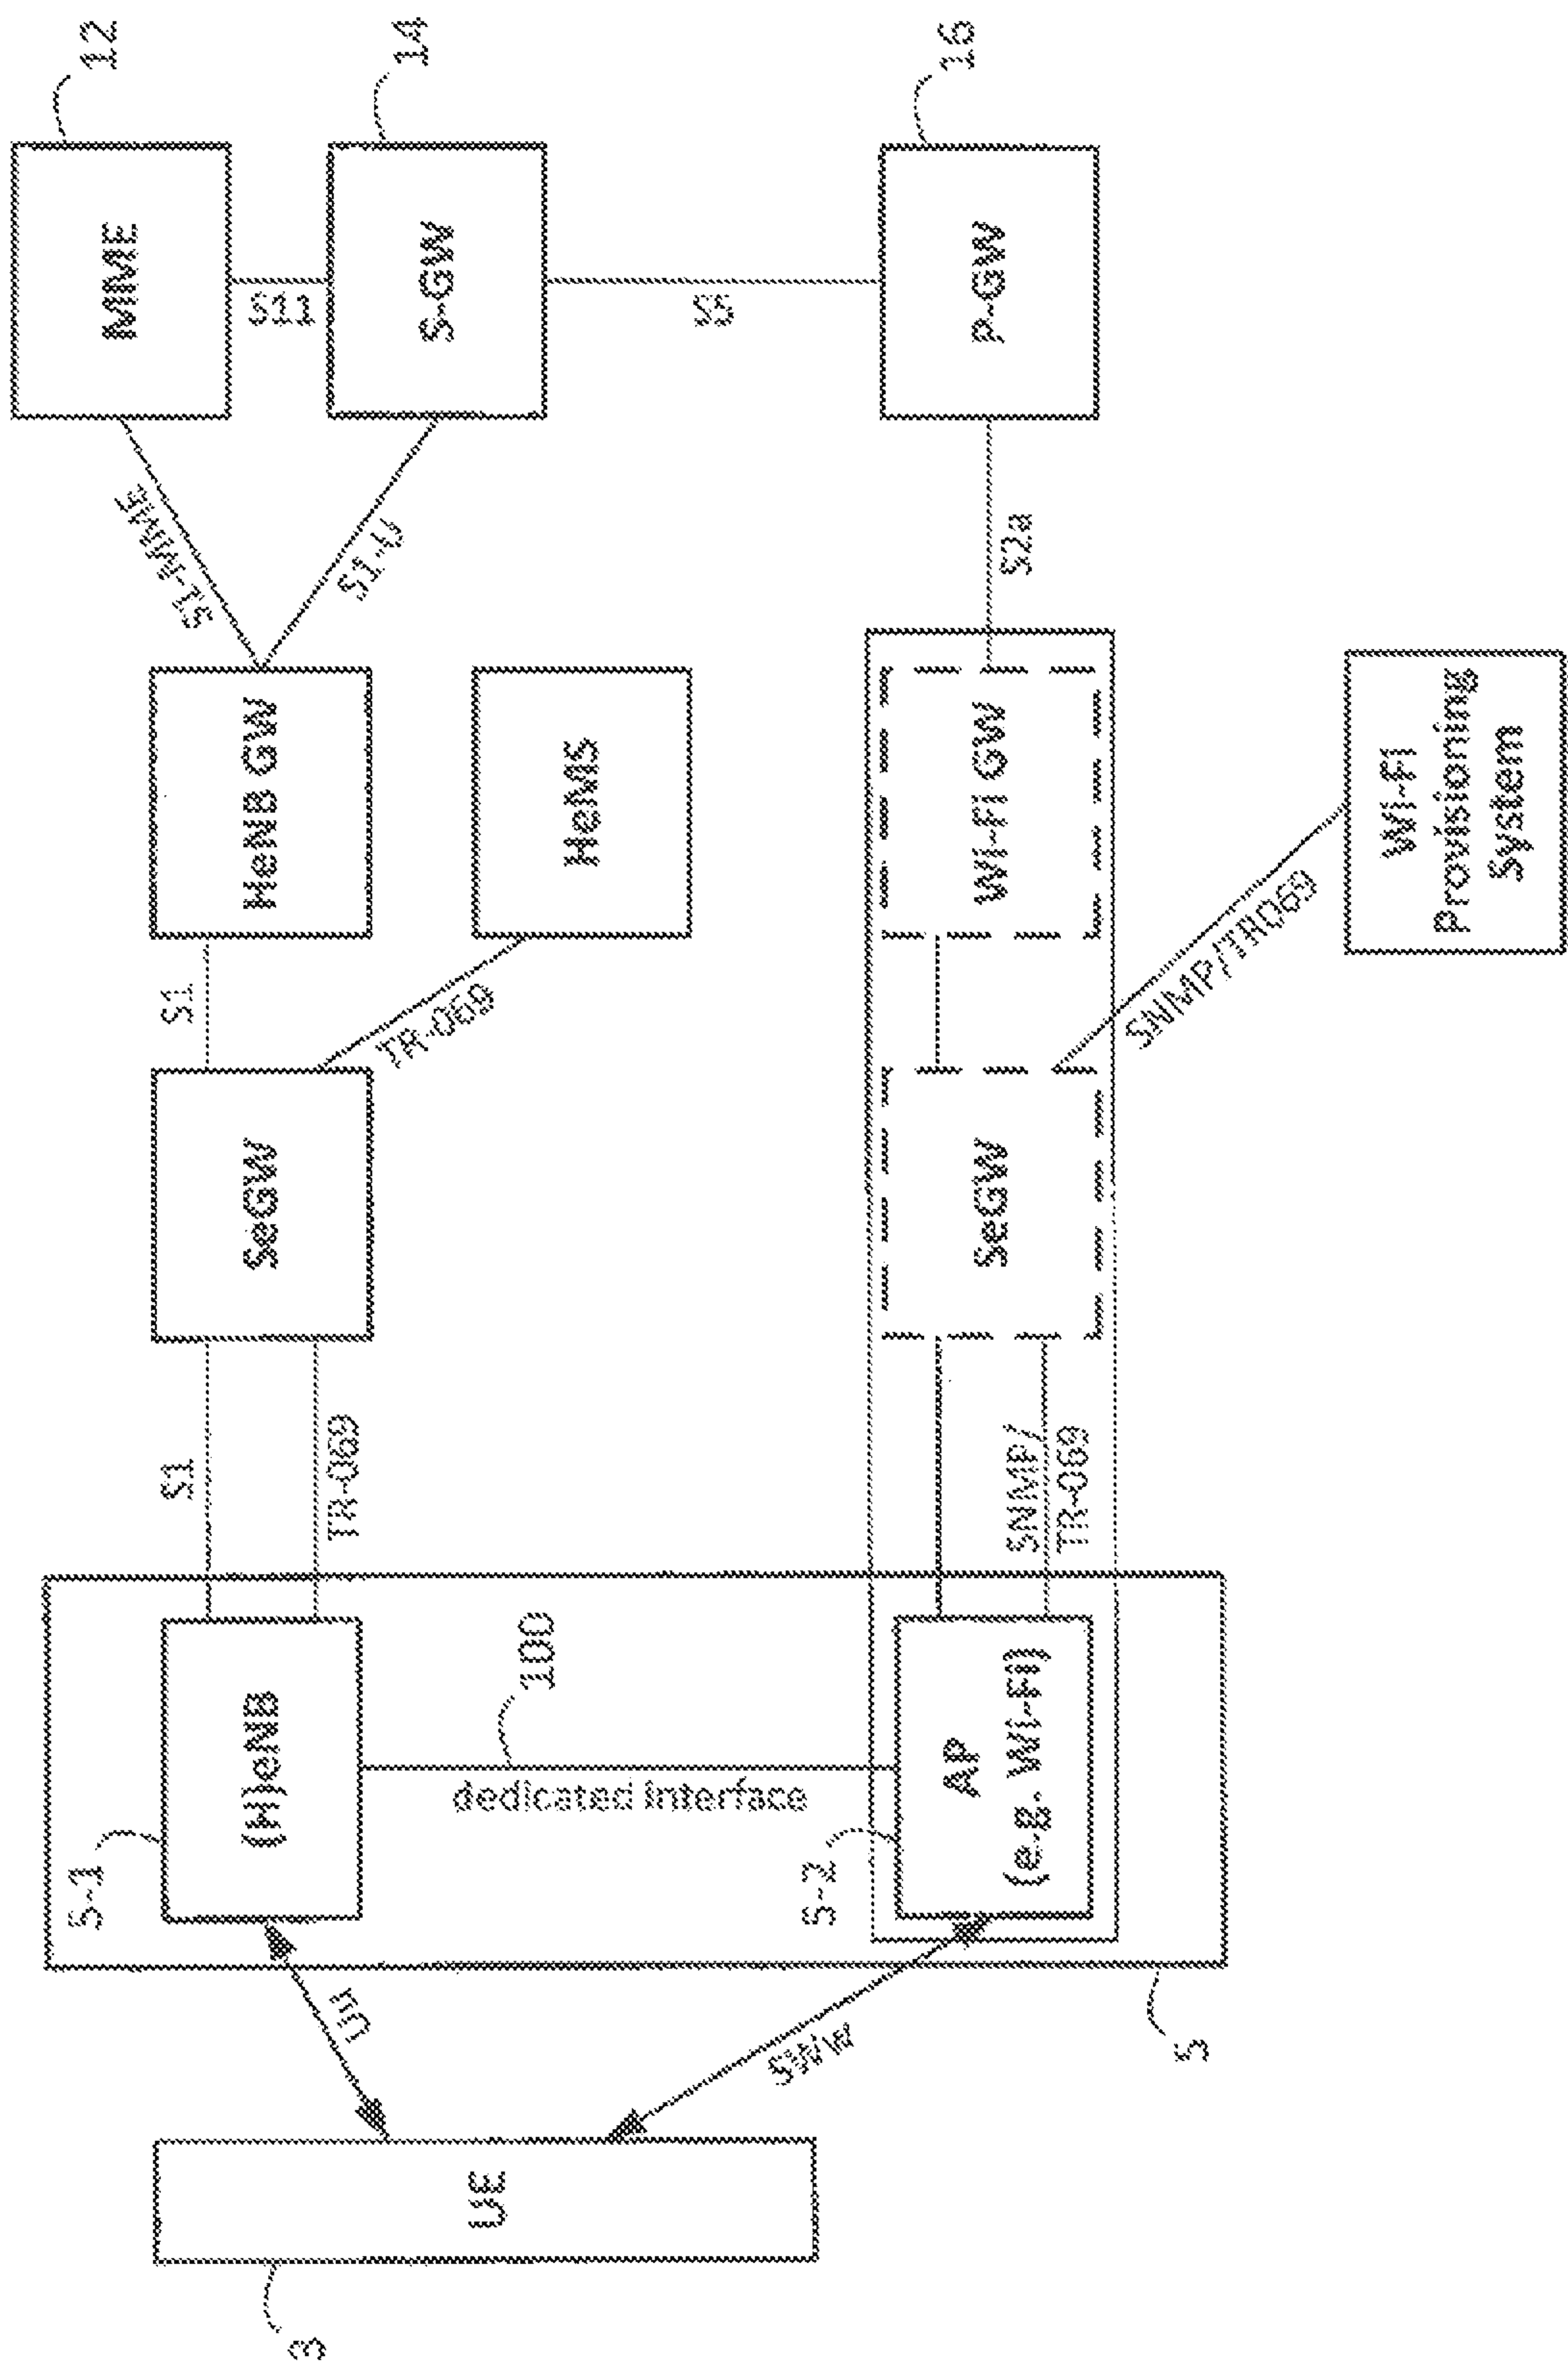 3
UE
Uu
SWw
5
5-1
(H)eNB
100
dedicated interface
5-2
AP
(e.g. Wi-Fi)
S1
TR-069
SNMP/
TR-069
SeGW
SeGW
S1
TR-069
SNMP/TR069
HeNB GW
HeMS
Wi-Fi GW
Wi-Fi
Provisioning
System
S1-MME
S1-U
S2a
MME
12
S11
S-GW
14
S5
P-GW
16